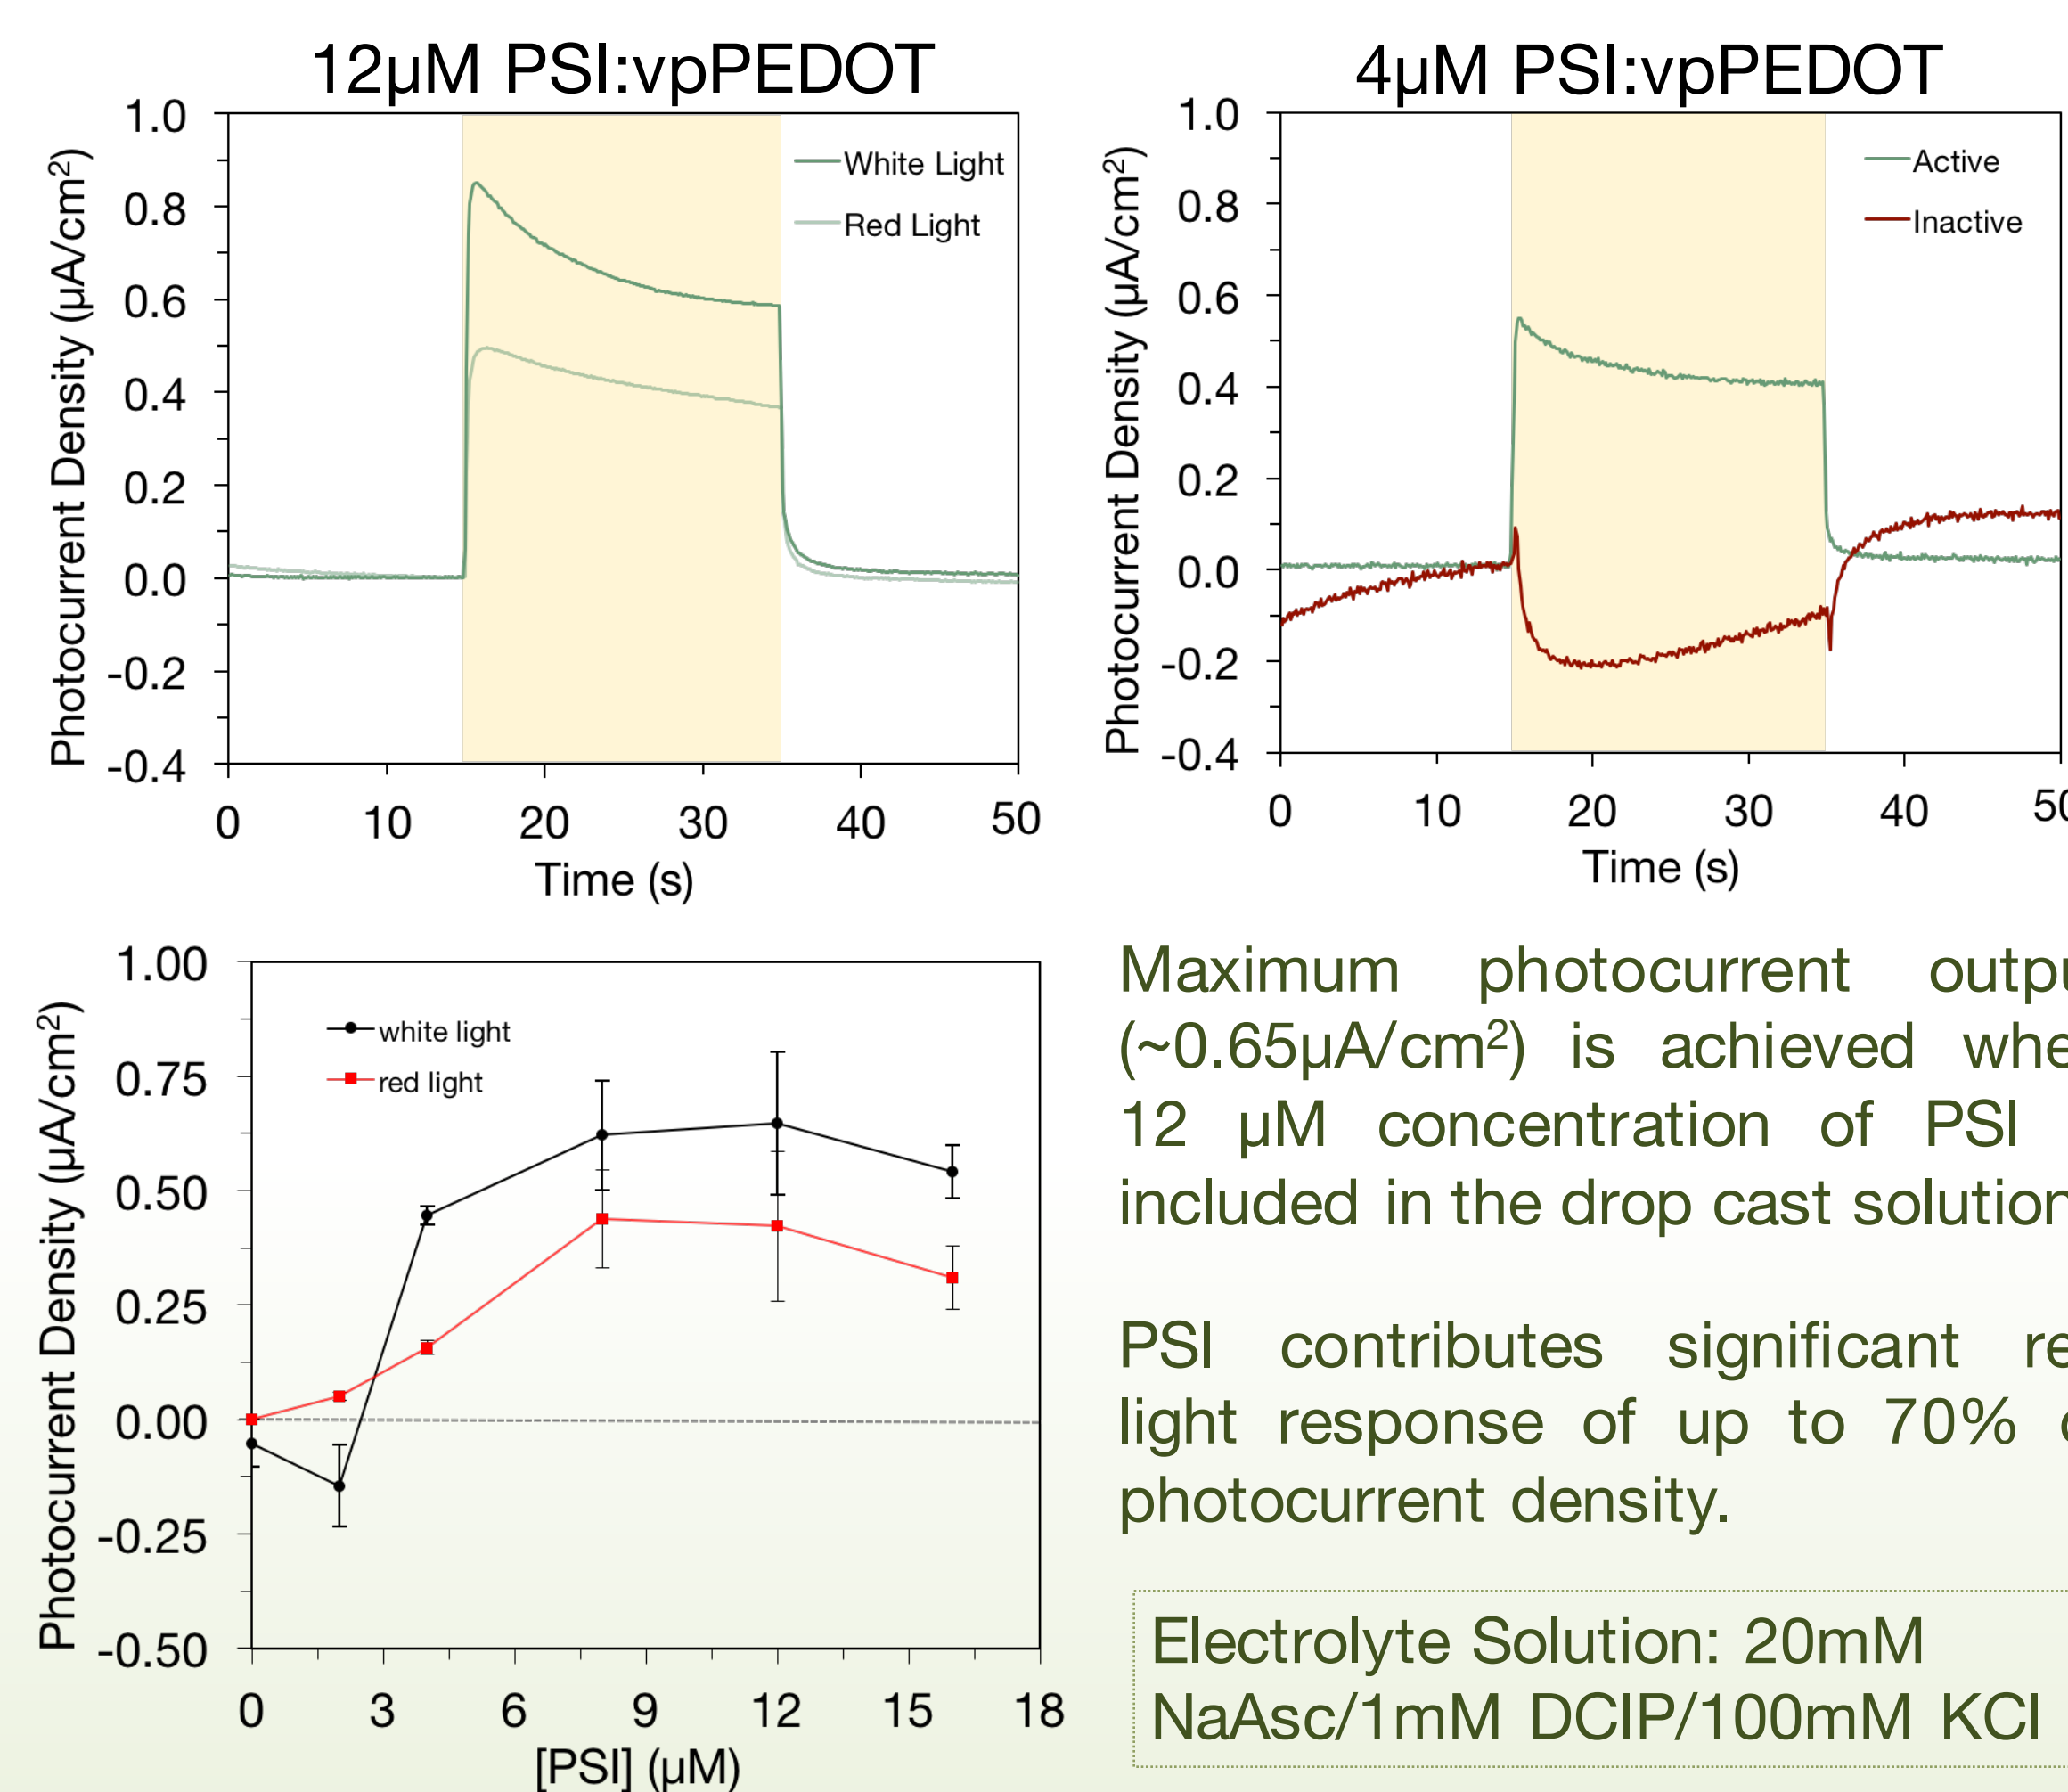 12µM PSI:vpPEDOT
Photocurrent Density (µA/cm²)
1.0
0.8
0.6
0.4
0.2
0.0
-0.2
-0.4
White Light
Red Light
0 10 20 30 40 50
Time (s)
4µM PSI:vpPEDOT
Photocurrent Density (µA/cm²)
1.0
0.8
0.6
0.4
0.2
0.0
-0.2
-0.4
Active
Inactive
0 10 20 30 40
Time (s)
Photocurrent Density (µA/cm²)
1.00
0.75
0.50
0.25
0.00
-0.25
-0.50
white light
red light
0 3 6 9 12 15 18
[PSI] (µM)
Maximum photocurrent
(~0.65µA/cm²) is achieved
12 µM concentration of PSI
included in the drop cast solution
PSI contributes significant
light response of up to 70%
photocurrent density.
Electrolyte Solution: 20mM
NaAsc/1mM DCIP/100mM KCl